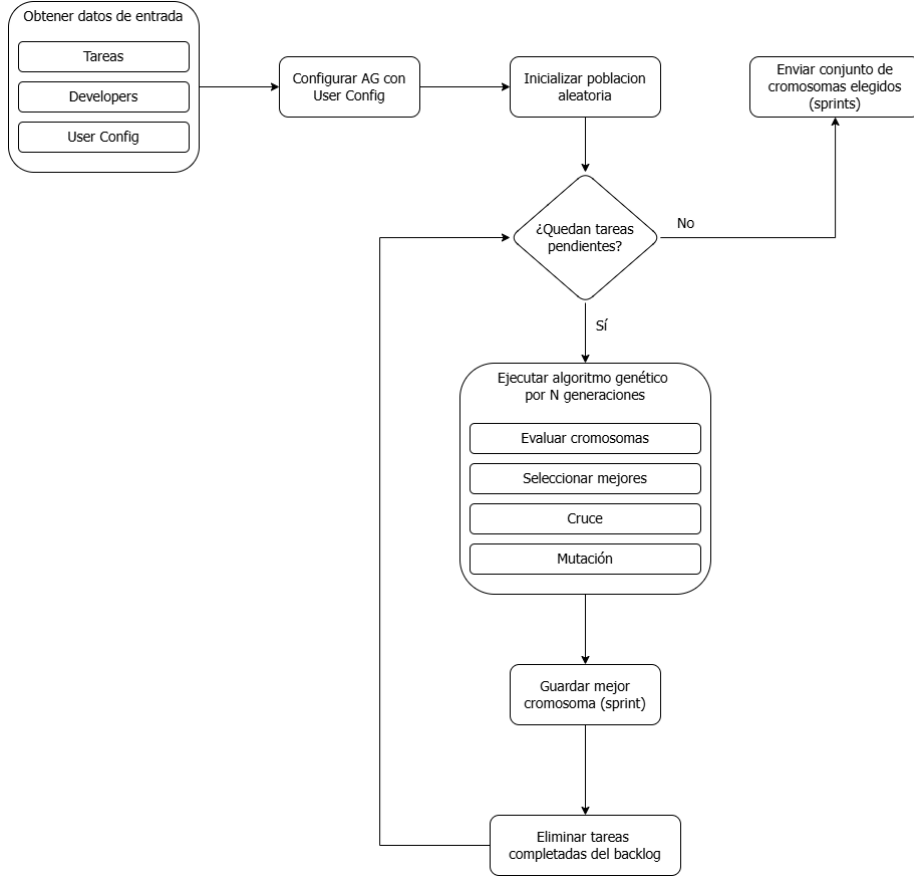 Obtener datos de entrada
Tareas
Developers
User Config
Configurar AG con
User Config
Inicializar poblacion
aleatoria
Enviar conjunto de
cromosomas elegidos
(sprints)
¿Quedan tareas
pendientes?
No
Sí
Ejecutar algoritmo genético
por N generaciones
Evaluar cromosomas
Seleccionar mejores
Cruce
Mutación
Guardar mejor
cromosoma (sprint)
Eliminar tareas
completadas del backlog